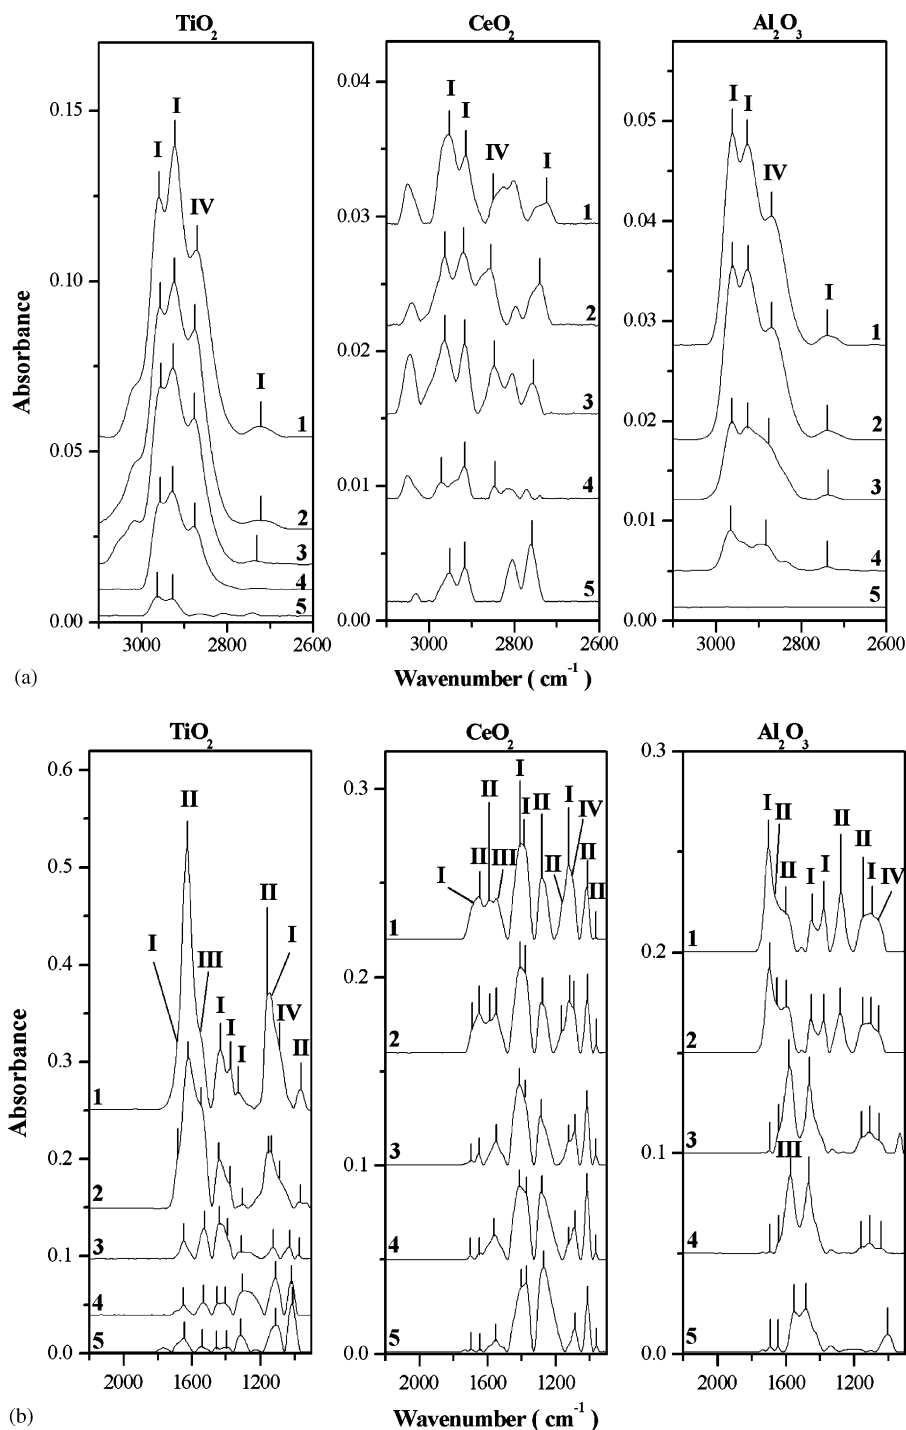 (a)
TiO2
CeO2
Al2O3
Absorbance
0.15
0.10
0.05
0.00
I
I
IV
I
1
2
3
4
5
3000
2800
2600
0.04
0.03
0.02
0.01
0.00
I
I
IV
I
1
2
3
4
5
3000
2800
2600
0.05
0.04
0.03
0.02
0.01
0.00
I
I
IV
I
1
2
3
4
5
3000
2800
2600
(a)
Wavenumber ( cm-1 )
TiO2
CeO2
Al2O3
Absorbance
0.6
0.5
0.4
0.3
0.2
0.1
0.0
II
I
III
I
I
I
II
I
IV
II
1
2
3
4
5
2000
1600
1200
0.3
0.2
0.1
0.0
I
II
II
III
I
I
II
II
I
IV
II
II
1
2
3
4
5
2000
1600
1200
0.3
0.2
0.1
0.0
I
II
II
I
I
II
II
I
IV
1
2
3
III
4
5
2000
1600
1200
(b)
Wavenumber ( cm-1 )